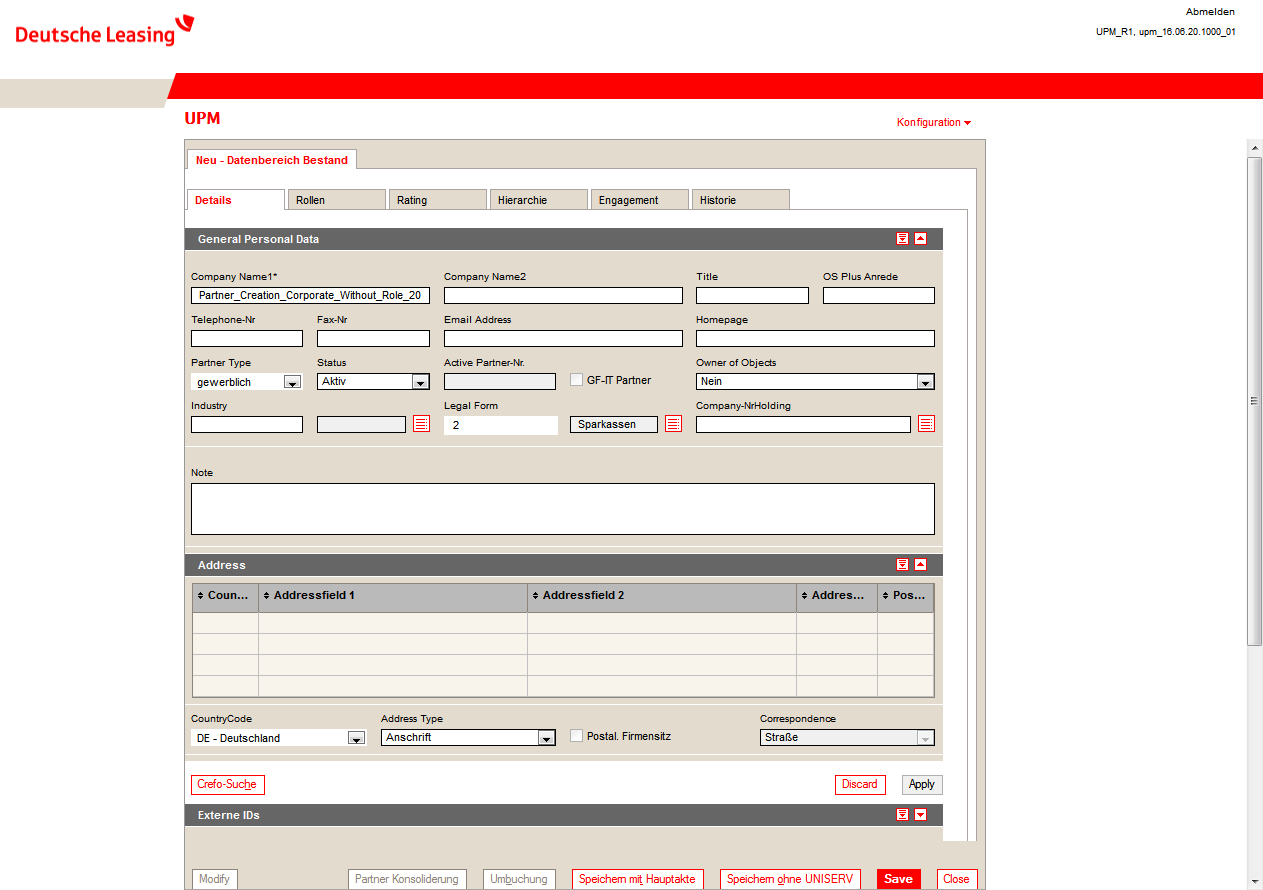 Abmelden
Deutsche Leasing
UPM_R1, upm_16.06.20.1000_01
UPM
Konfiguration
Neu - Datenbereich Bestand
Details Rollen Rating Hierarchie Engagement Historie
General Personal Data
Company Name1* Company Name2 Title OS Plus Anrede
Partner_Creation_Corporate_Without_Role_20
Telephone-Nr Fax-Nr Email Address Homepage
Partner Type Status Active Partner-Nr. Owner of Objects
gewerblich Aktiv GF-IT Partner Nein
Industry Legal Form Company-NrHolding
2 Sparkassen
Note
Address
Coun... Addressfield 1 Addressfield 2 Addres... Pos...
CountryCode Address Type Correspondence
DE - Deutschland Anschrift Postal. Firmensitz Straße
Crefo-Suche Discard Apply
Externe IDs
Modify Partner Konsolidierung Umbuchung Speichern mit Hauptakte Speichern ohne UNISERV Save Close